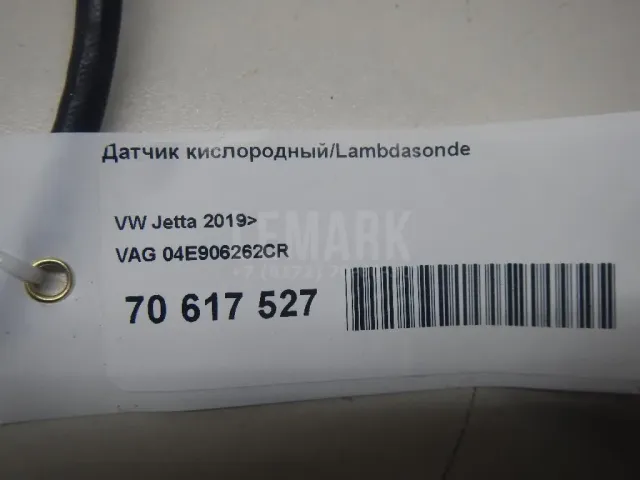 Датчик кислородный/Lambdasonde
VW Jetta 2019>
VAG 04E906262CR
70 617 527